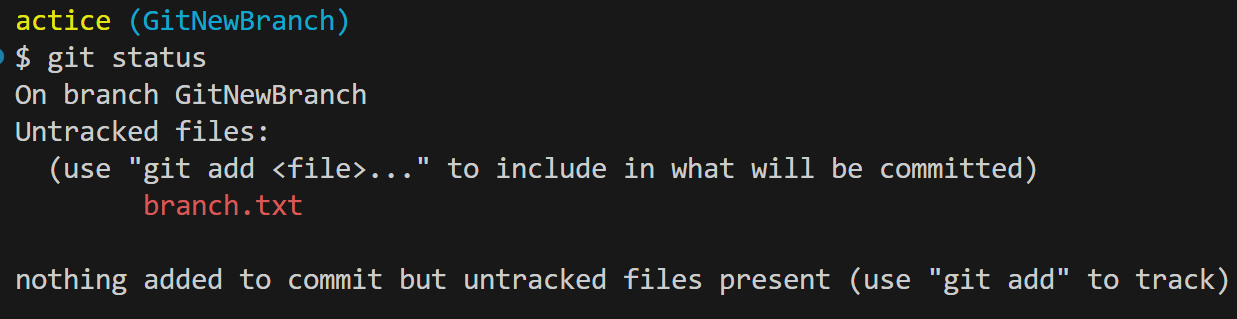 actice (GitNewBranch)
$ git status
On branch GitNewBranch
Untracked files:
  (use "git add <file>..." to include in what will be committed)
        branch.txt

nothing added to commit but untracked files present (use "git add" to track)